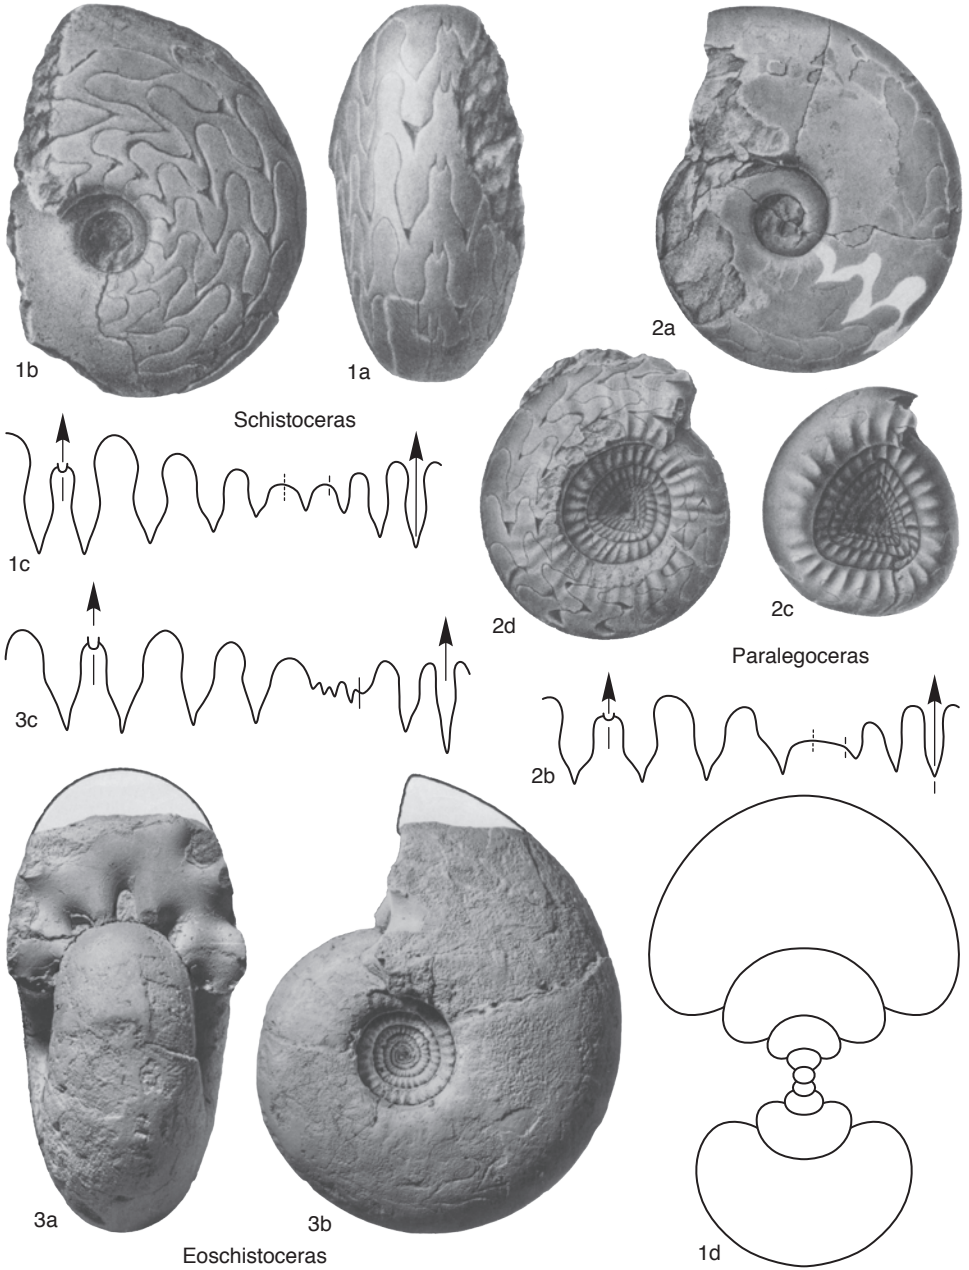 1b
1a
2a
Schistoceras
1c
2d
2c
3c
Paralegoceras
2b
3a
3b
1d
Eoschistoceras